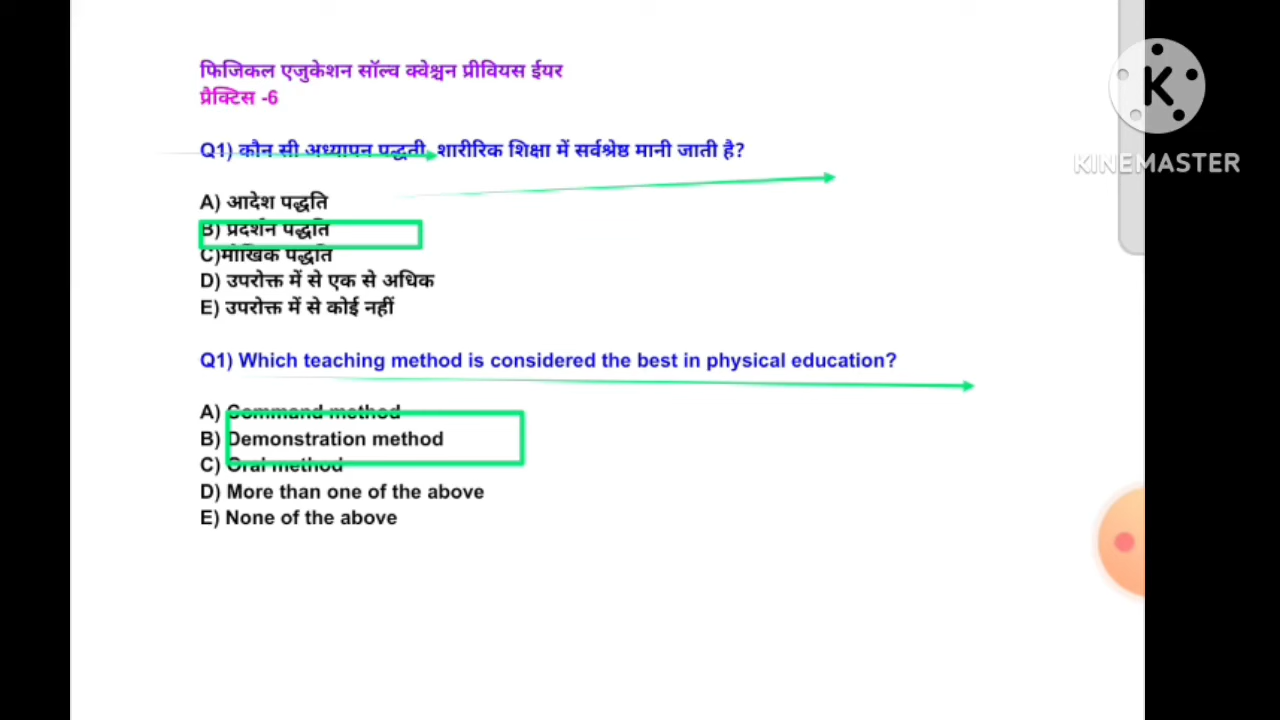 फिजिकल एजुकेशन सॉल्व क्वेश्चन प्रीवियस ईयर
प्रैक्टिस -6
Q1) कौन सी अध्यापन पद्धती, शारीरिक शिक्षा में सर्वश्रेष्ठ मानी जाती है?
A) आदेश पद्धति
B) प्रदर्शन पद्धति
C)मौखिक पद्धति
D) उपरोक्त में से एक से अधिक
E) उपरोक्त में से कोई नहीं
Q1) Which teaching method is considered the best in physical education?
A) Command method
B) Demonstration method
C) Oral method
D) More than one of the above
E) None of the above
K
KINEMASTER